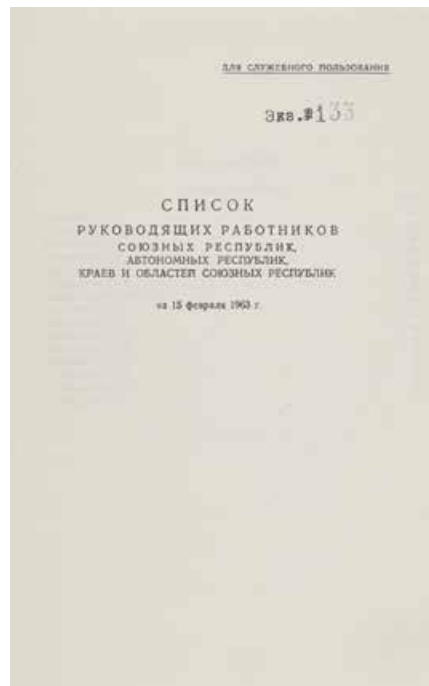 ДЛЯ СЛУЖЕБНОГО ПОЛЬЗОВАНИЯ
Экз.№133
СПИСОК
РУКОВОДЯЩИХ РАБОТНИКОВ
СОЮЗНЫХ РЕСПУБЛИК,
АВТОНОМНЫХ РЕСПУБЛИК,
КРАЕВ И ОБЛАСТЕЙ СОЮЗНЫХ РЕСПУБЛИК
на 15 февраля 1963 г.